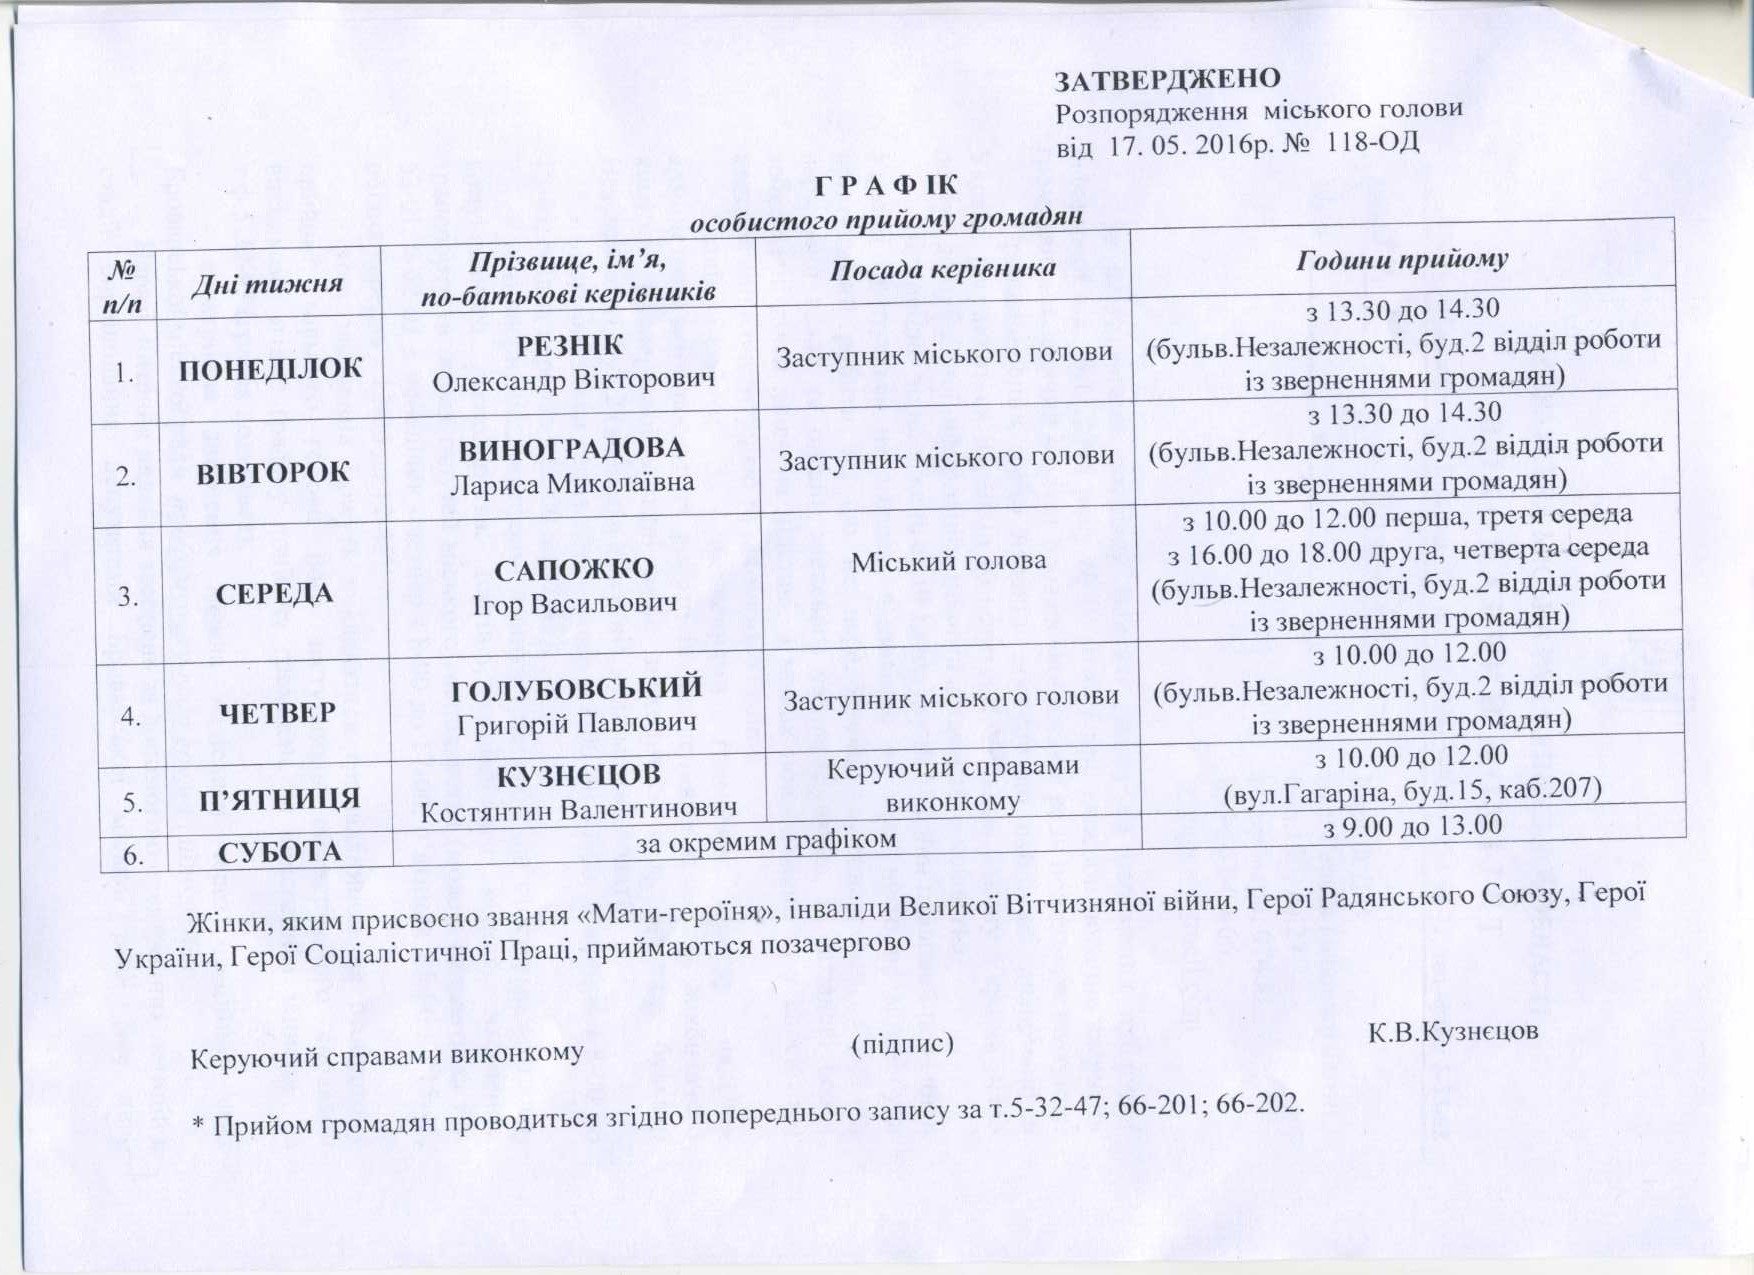 ЗАТВЕРДЖЕНО
Розпорядження міського голови
від 17. 05. 2016р. № 118-ОД
Г Р А Ф ІК
особистого прийому громадян
№ п/п
Дні тижня
Прізвище, ім’я,
по-батькові керівників
Посада керівника
Години прийому
1.
ПОНЕДІЛОК
РЕЗНІК
Олександр Вікторович
Заступник міського голови
з 13.30 до 14.30
(бульв.Незалежності, буд.2 відділ роботи
із зверненнями громадян)
2.
ВІВТОРОК
ВИНОГРАДОВА
Лариса Миколаївна
Заступник міського голови
з 13.30 до 14.30
(бульв.Незалежності, буд.2 відділ роботи
із зверненнями громадян)
3.
СЕРЕДА
САПОЖКО
Ігор Васильович
Міський голова
з 10.00 до 12.00 перша, третя середа
з 16.00 до 18.00 друга, четверта середа
(бульв.Незалежності, буд.2 відділ роботи
із зверненнями громадян)
4.
ЧЕТВЕР
ГОЛУБОВСЬКИЙ
Григорій Павлович
Заступник міського голови
з 10.00 до 12.00
(бульв.Незалежності, буд.2 відділ роботи
із зверненнями громадян)
5.
П’ЯТНИЦЯ
КУЗНЄЦОВ
Костянтин Валентинович
Керуючий справами
виконкому
з 10.00 до 12.00
(вул.Гагаріна, буд.15, каб.207)
6.
СУБОТА
за окремим графіком
з 9.00 до 13.00
Жінки, яким присвоєно звання «Мати-героїня», інваліди Великої Вітчизняної війни, Герої Радянського Союзу, Герої
України, Герої Соціалістичної Праці, приймаються позачергово
Керуючий справами виконкому (підпис) К.В.Кузнєцов
* Прийом громадян проводиться згідно попереднього запису за т.5-32-47; 66-201; 66-202.